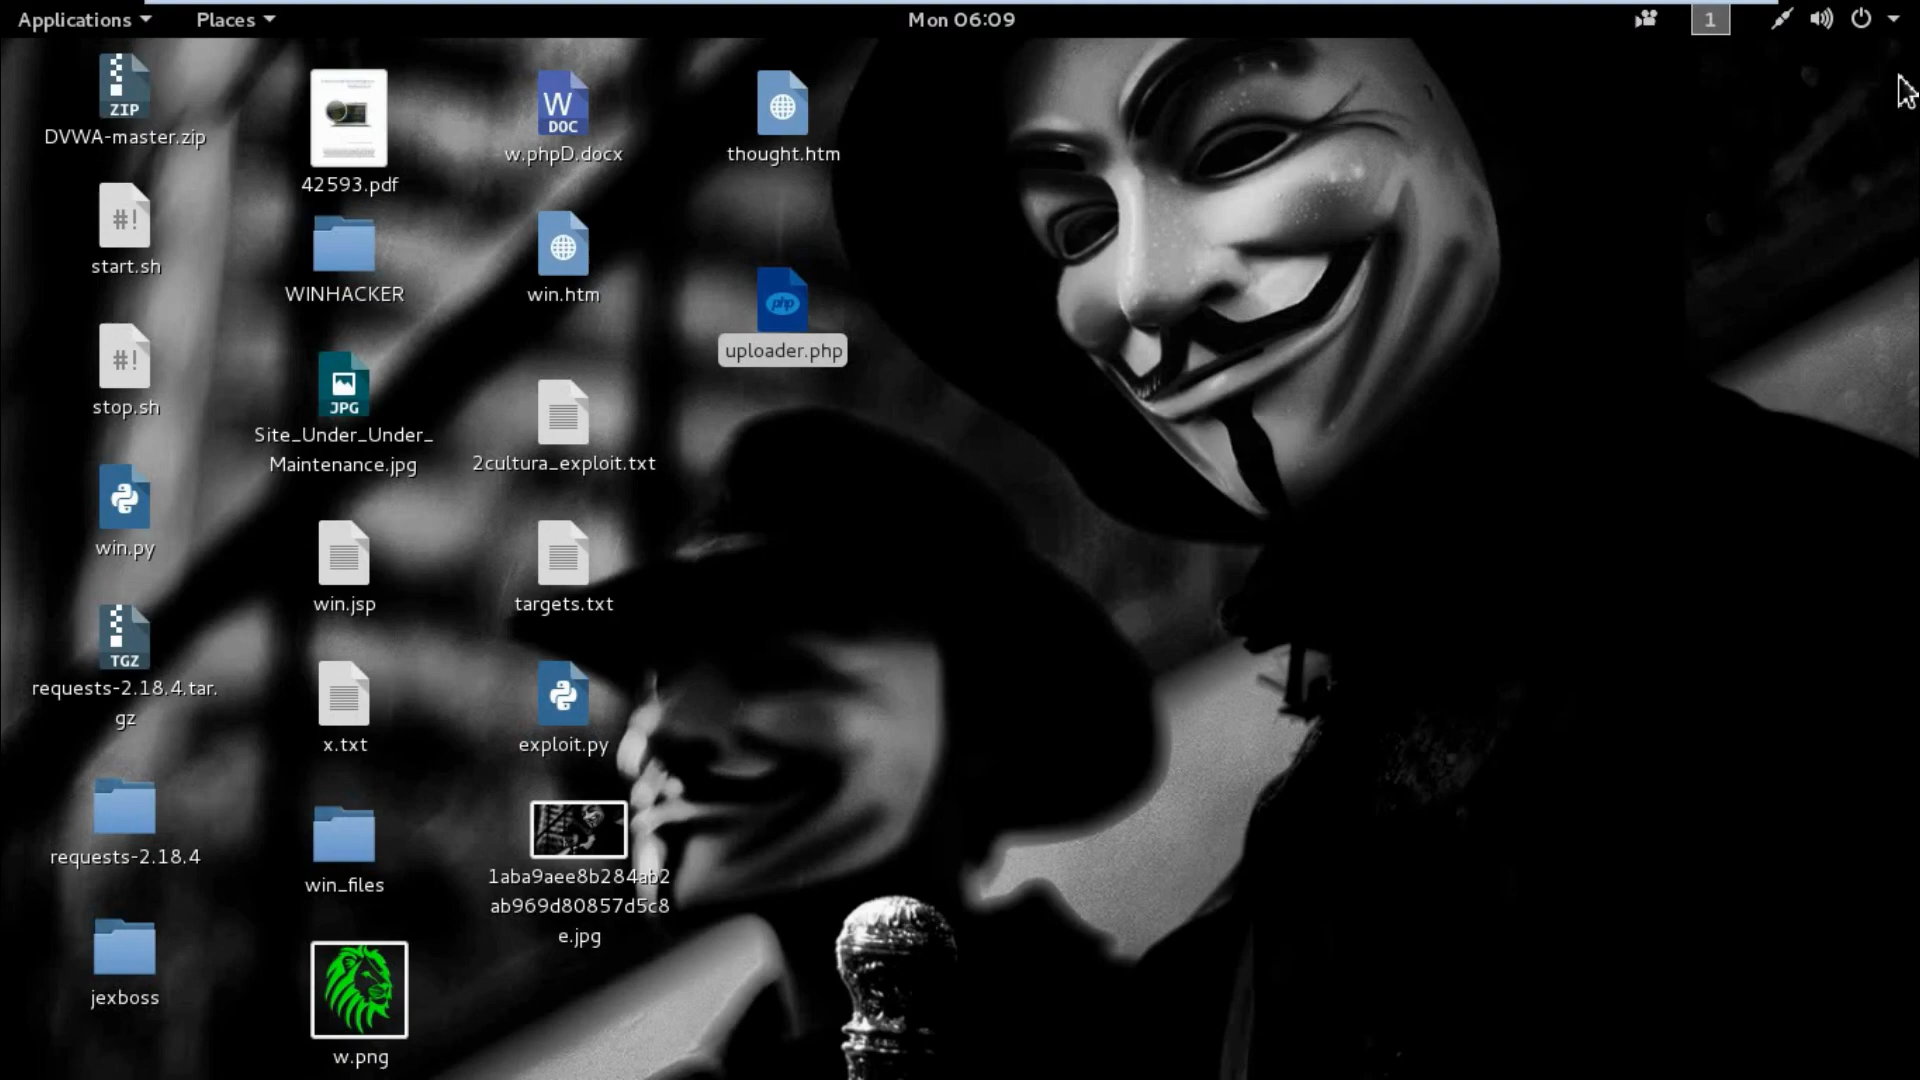 Applications
Places
Mon 06:09
1
ZIP
DVWA-master.zip
#!
start.sh
#!
stop.sh
win.py
TGZ
requests-2.18.4.tar.
gz
requests-2.18.4
jexboss
42593.pdf
WINHACKER
JPG
Site_Under_Under_
Maintenance.jpg
win.jsp
x.txt
win_files
w.png
W
DOC
w.phpD.docx
win.htm
2cultura_exploit.txt
targets.txt
exploit.py
1aba9aee8b284ab2
ab969d80857d5c8
e.jpg
thought.htm
php
uploader.php